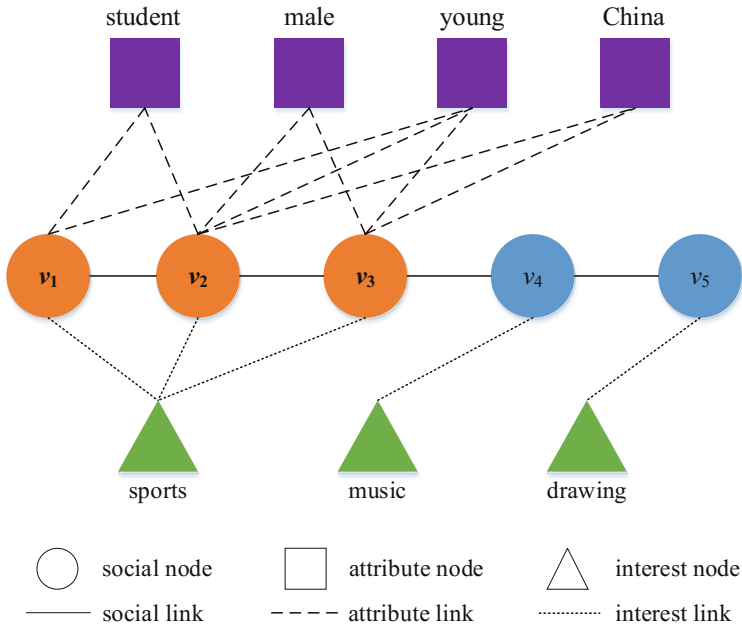 student male young China
v1 v2 v3 v4 v5
sports music drawing
social node attribute node interest node
social link attribute link interest link